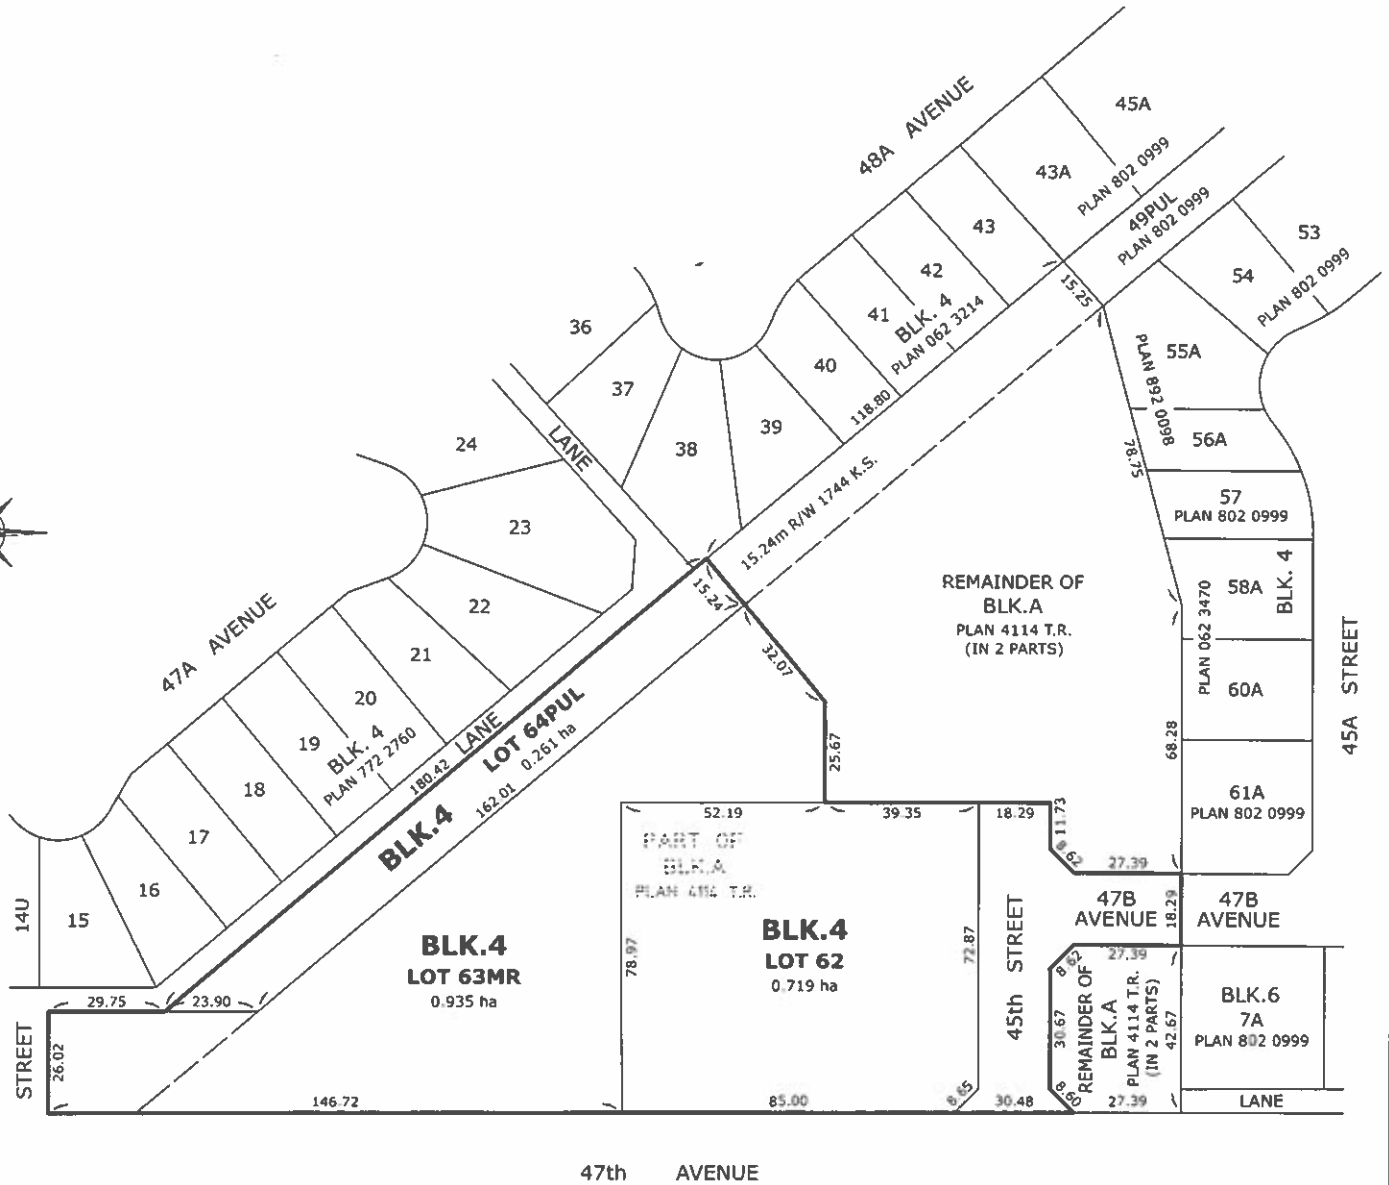 48A AVENUE
45A
43A
PLAN 802 0999
49PUL
PLAN 802 0999
43
42
41
BLK. 4
PLAN 062 3214
40
39
38
37
36
118.80
15.25
53
54
PLAN 802 0999
55A
PLAN 892 0098
56A
78.75
57
PLAN 802 0999
58A
BLK. 4
PLAN 062 3470
60A
61A
PLAN 802 0999
68.28
45A STREET
LANE
24
23
22
21
20
19
18
17
16
15
14U
47A AVENUE
BLK. 4
PLAN 772 2760
LANE
180.42
15.24m R/W 1744 K.S.
15.24
32.07
25.67
REMAINDER OF
BLK.A
PLAN 4114 T.R.
(IN 2 PARTS)
LOT 64PUL
0.261 ha
BLK.4
162.01
52.19
39.35
18.29
11.73
8.62
27.39
PART OF
BLK.A
PLAN 4114 T.R.
BLK.4
LOT 63MR
0.935 ha
78.97
BLK.4
LOT 62
0.719 ha
72.87
45th STREET
47B
AVENUE
18.29
47B
AVENUE
8.62
27.39
30.67
REMAINDER OF
BLK.A
PLAN 4114 T.R.
(IN 2 PARTS)
42.67
BLK.6
7A
PLAN 802 0999
29.75
23.90
STREET
26.02
146.72
85.00
8.65
30.48
8.60
27.39
LANE
47th AVENUE